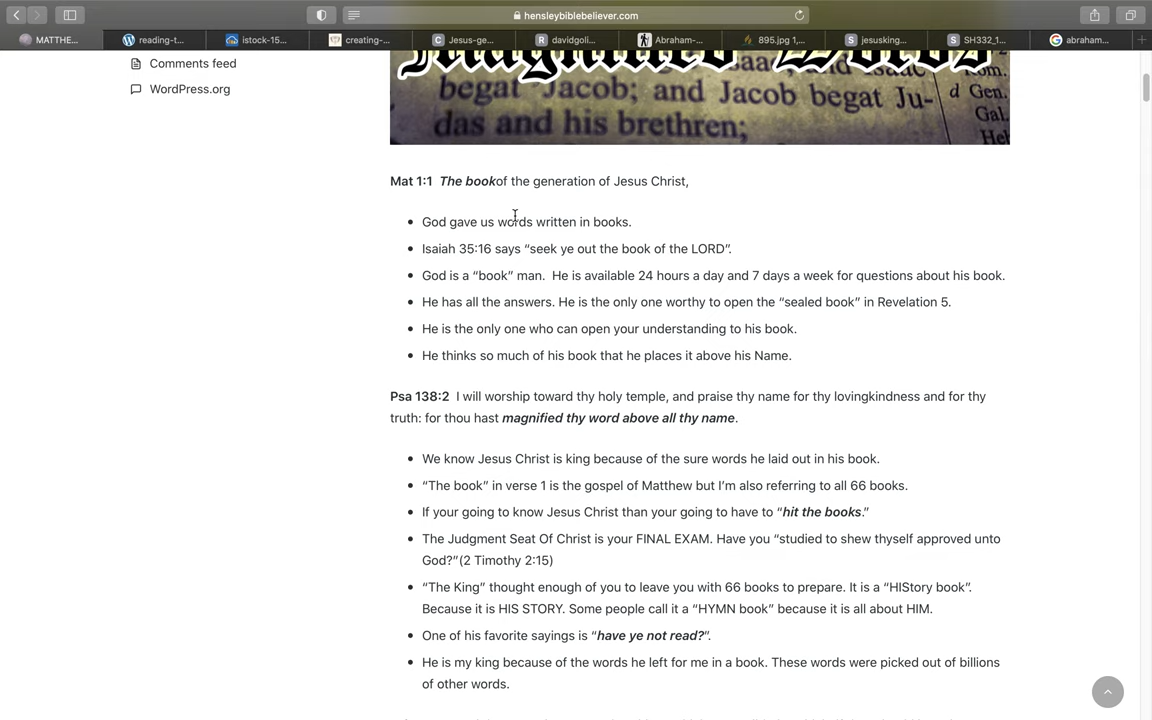 hensleybiblebeliever.com
MATTHE...
reading-t...
istock-15...
creating-...
Jesus-ge...
davidgoli...
Abraham-...
895.jpg 1,...
jesusking...
SH332_1...
abraham...
Comments feed
WordPress.org
begat Jacob; and Jacob begat Ju-
das and his brethren;
d Gen.
Gal.
Mat 1:1  The bookof the generation of Jesus Christ,
• God gave us words written in books.
• Isaiah 35:16 says “seek ye out the book of the LORD”.
• God is a “book” man.  He is available 24 hours a day and 7 days a week for questions about his book.
• He has all the answers. He is the only one worthy to open the “sealed book” in Revelation 5.
• He is the only one who can open your understanding to his book.
• He thinks so much of his book that he places it above his Name.
Psa 138:2  I will worship toward thy holy temple, and praise thy name for thy lovingkindness and for thy
truth: for thou hast magnified thy word above all thy name.
• We know Jesus Christ is king because of the sure words he laid out in his book.
• “The book” in verse 1 is the gospel of Matthew but I’m also referring to all 66 books.
• If your going to know Jesus Christ than your going to have to “hit the books.”
• The Judgment Seat Of Christ is your FINAL EXAM. Have you “studied to shew thyself approved unto
God?”(2 Timothy 2:15)
• “The King” thought enough of you to leave you with 66 books to prepare. It is a “HIStory book”.
Because it is HIS STORY. Some people call it a “HYMN book” because it is all about HIM.
• One of his favorite sayings is “have ye not read?”.
• He is my king because of the words he left for me in a book. These words were picked out of billions
of other words.